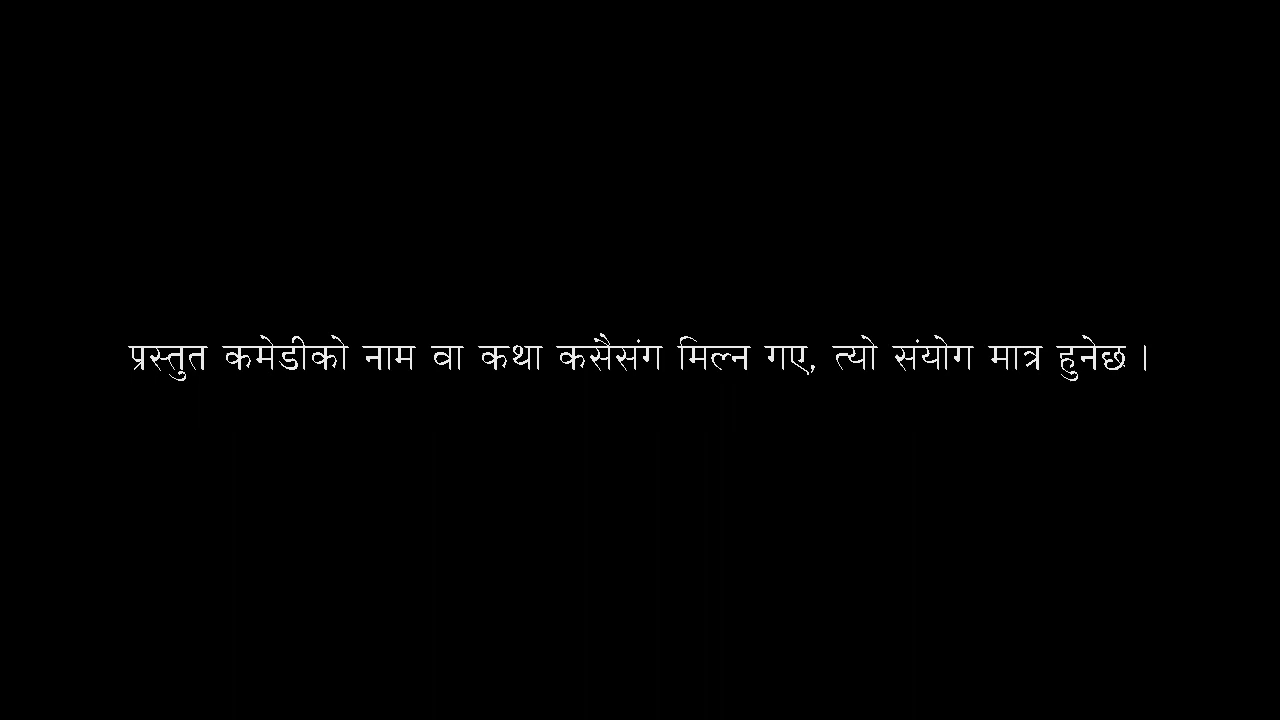 प्रस्तुत कमेडीको नाम वा कथा कसैसंग मिल्न गए, त्यो संयोग मात्र हुनेछ ।